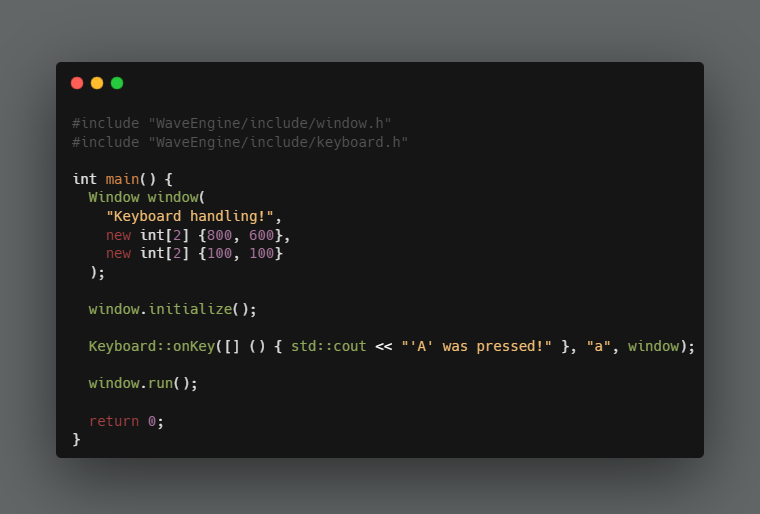 #include "WaveEngine/include/window.h"
#include "WaveEngine/include/keyboard.h"

int main() {
  Window window(
    "Keyboard handling!",
    new int[2] {800, 600},
    new int[2] {100, 100}
  );

  window.initialize();

  Keyboard::onKey([] () { std::cout << "'A' was pressed!" }, "a", window);

  window.run();

  return 0;
}